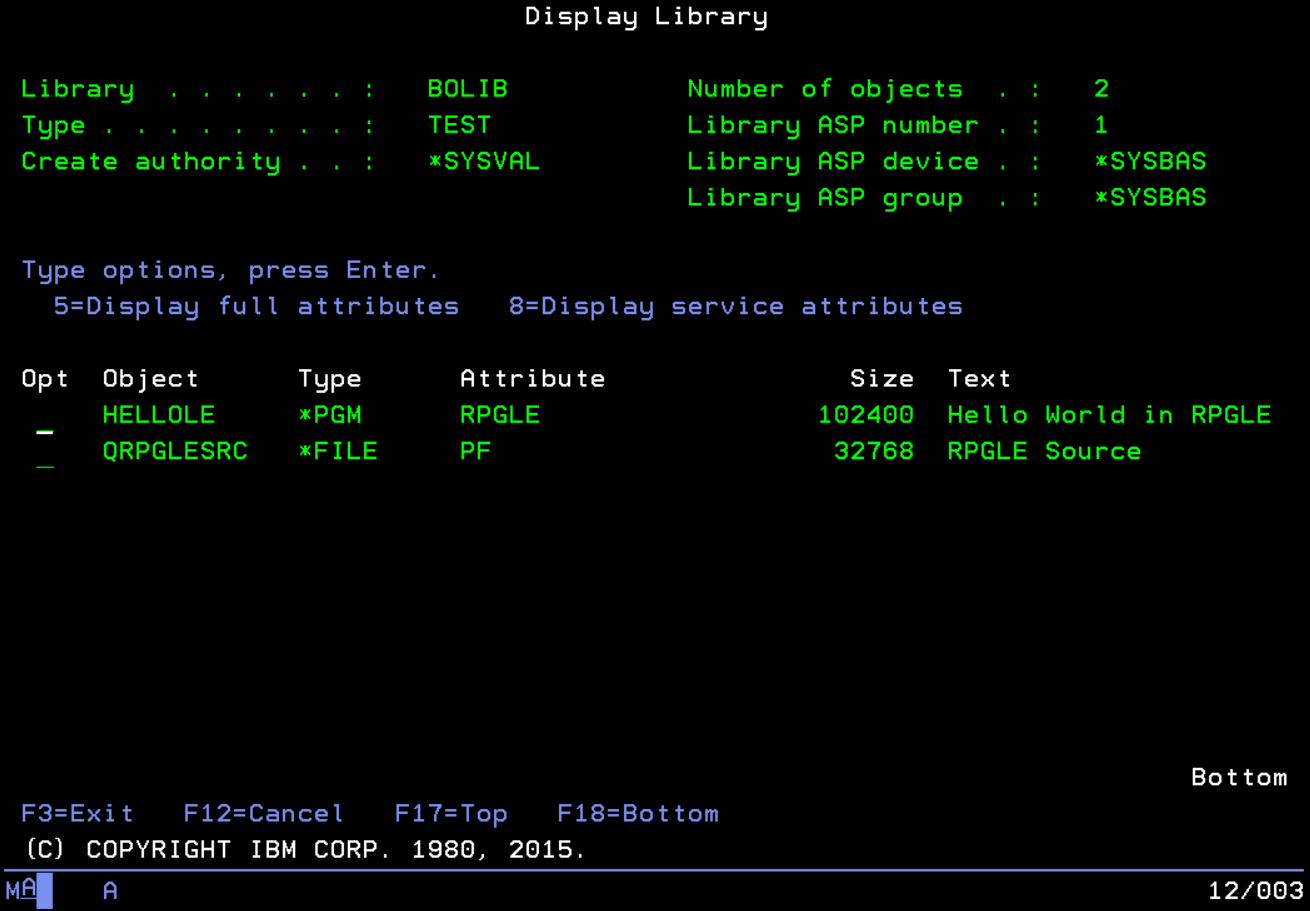 Display Library
Library . . . . . . : BOLIB Number of objects . : 2
Type . . . . . . . . : TEST Library ASP number . : 1
Create authority . . : *SYSVAL Library ASP device . : *SYSBAS
Library ASP group . : *SYSBAS
Type options, press Enter.
5=Display full attributes 8=Display service attributes
Opt Object Type Attribute Size Text
_ HELLOLE *PGM RPGLE 102400 Hello World in RPGLE
_ QRPGLESRC *FILE PF 32768 RPGLE Source
Bottom
F3=Exit F12=Cancel F17=Top F18=Bottom
(C) COPYRIGHT IBM CORP. 1980, 2015.
MA A 12/003